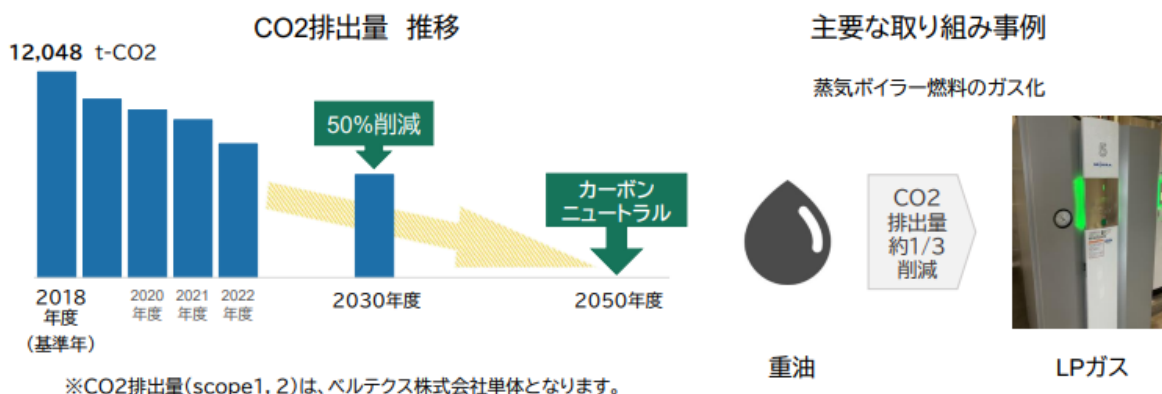 CO2排出量 推移
12,048 t-CO2
50%削減
カーボン
ニュートラル
2018
年度
(基準年)
2020
年度
2021
年度
2022
年度
2030年度
2050年度
※CO2排出量(scope1, 2)は、ベルテクス株式会社単体となります。
主要な取り組み事例
蒸気ボイラー燃料のガス化
CO2
排出量
約1/3
削減
重油
LPガス